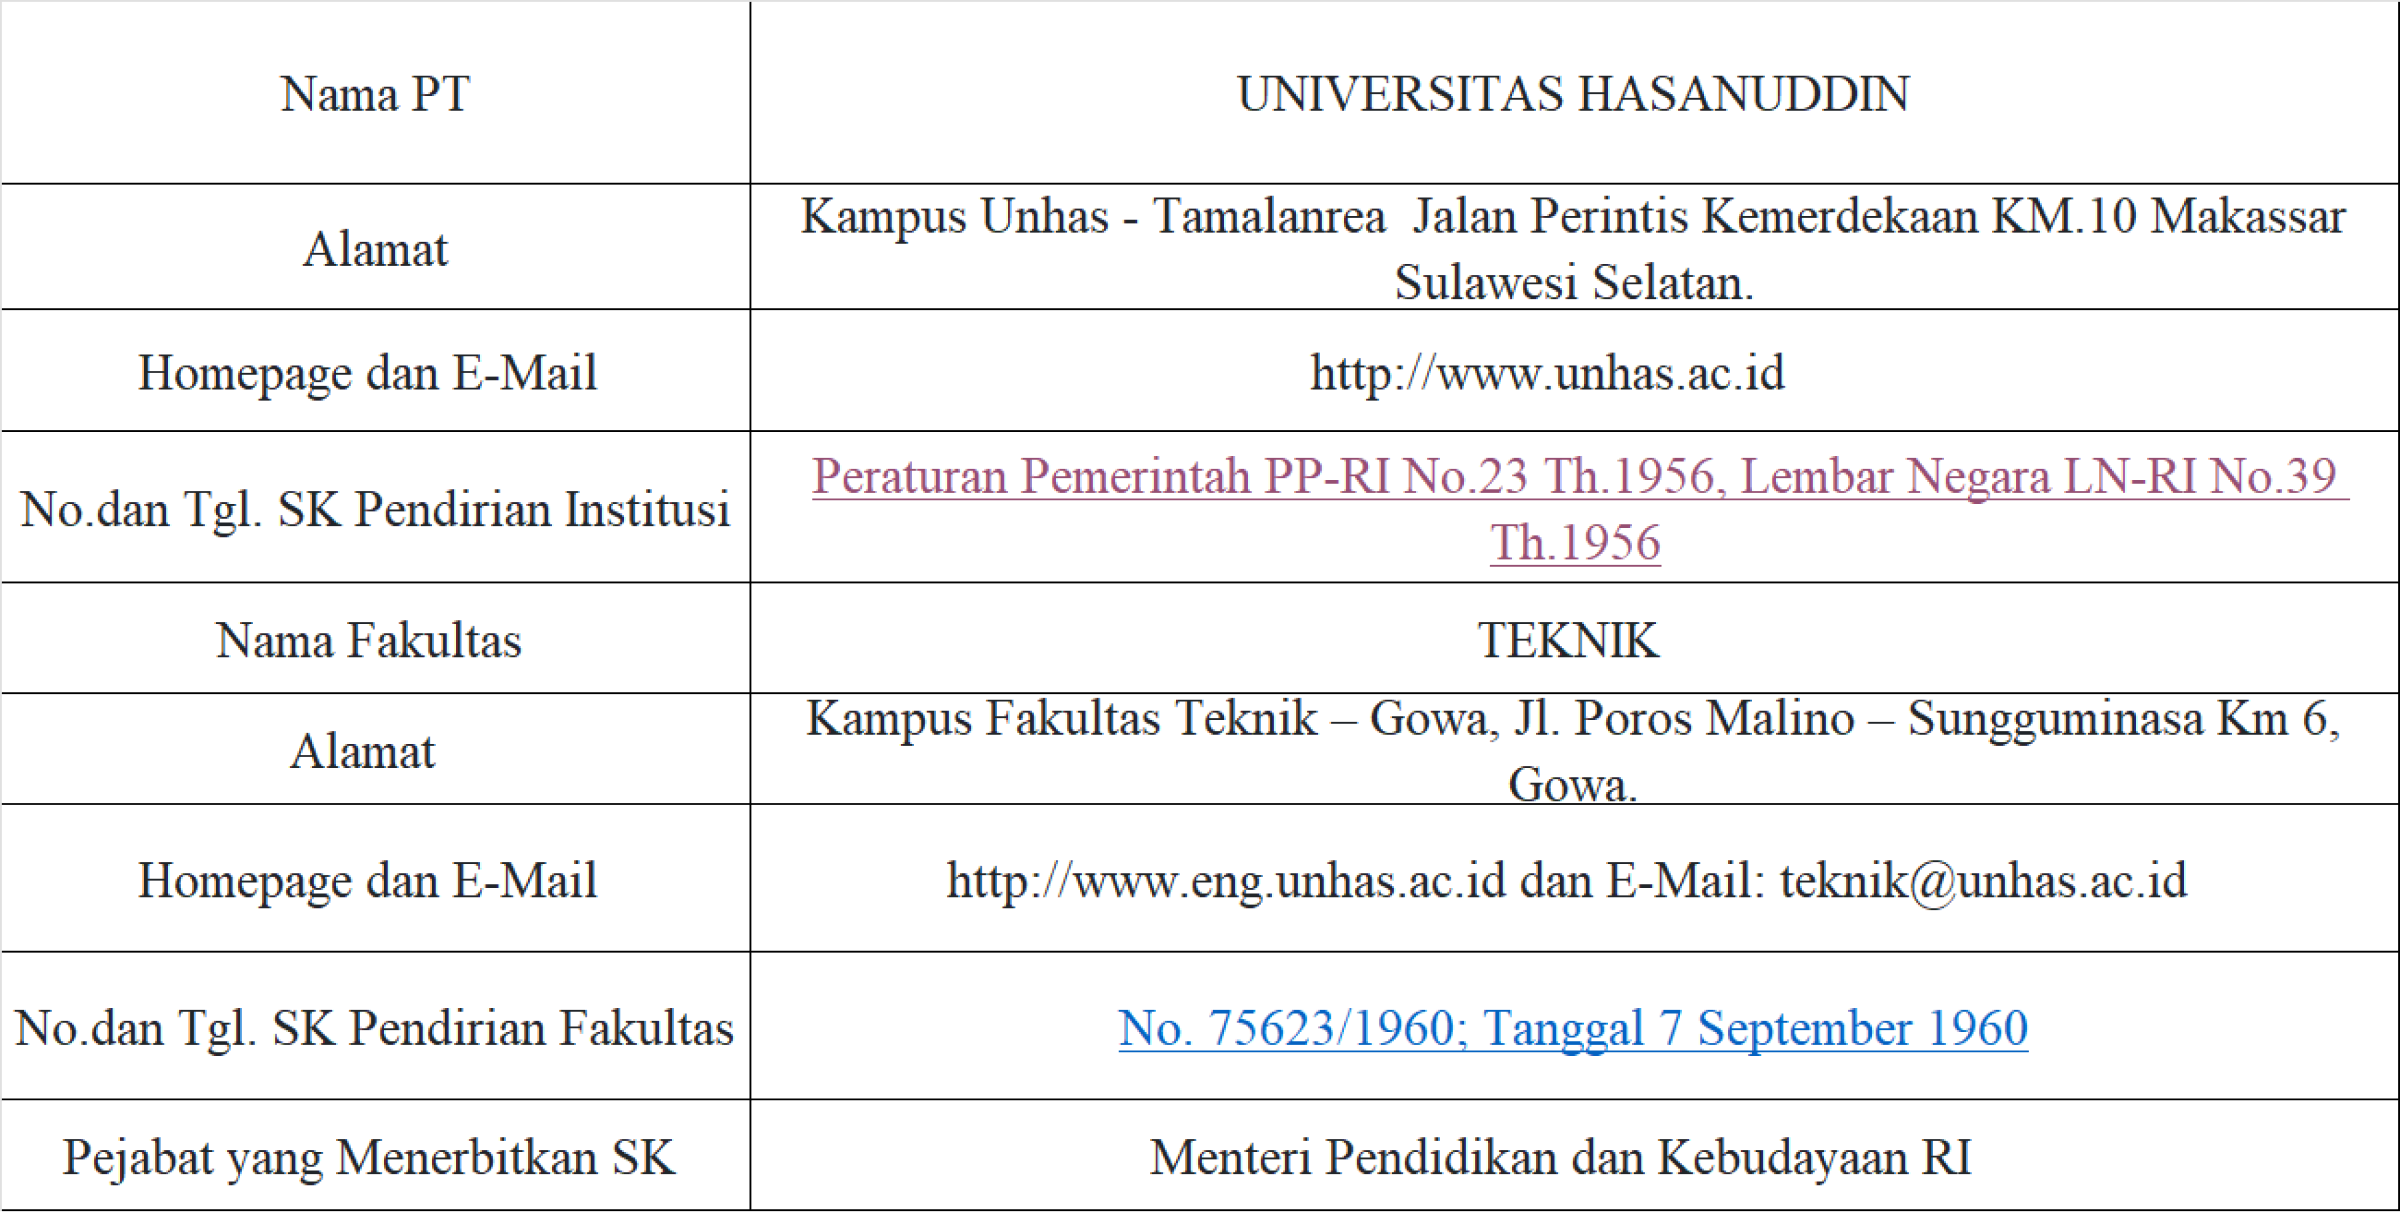 Nama PT
UNIVERSITAS HASANUDDIN
Alamat
Kampus Unhas - Tamalanrea  Jalan Perintis Kemerdekaan KM.10 Makassar
Sulawesi Selatan.
Homepage dan E-Mail
http://www.unhas.ac.id
No.dan Tgl. SK Pendirian Institusi
Peraturan Pemerintah PP-RI No.23 Th.1956, Lembar Negara LN-RI No.39
Th.1956
Nama Fakultas
TEKNIK
Alamat
Kampus Fakultas Teknik – Gowa, Jl. Poros Malino – Sungguminasa Km 6,
Gowa.
Homepage dan E-Mail
http://www.eng.unhas.ac.id dan E-Mail: teknik@unhas.ac.id
No.dan Tgl. SK Pendirian Fakultas
No. 75623/1960; Tanggal 7 September 1960
Pejabat yang Menerbitkan SK
Menteri Pendidikan dan Kebudayaan RI